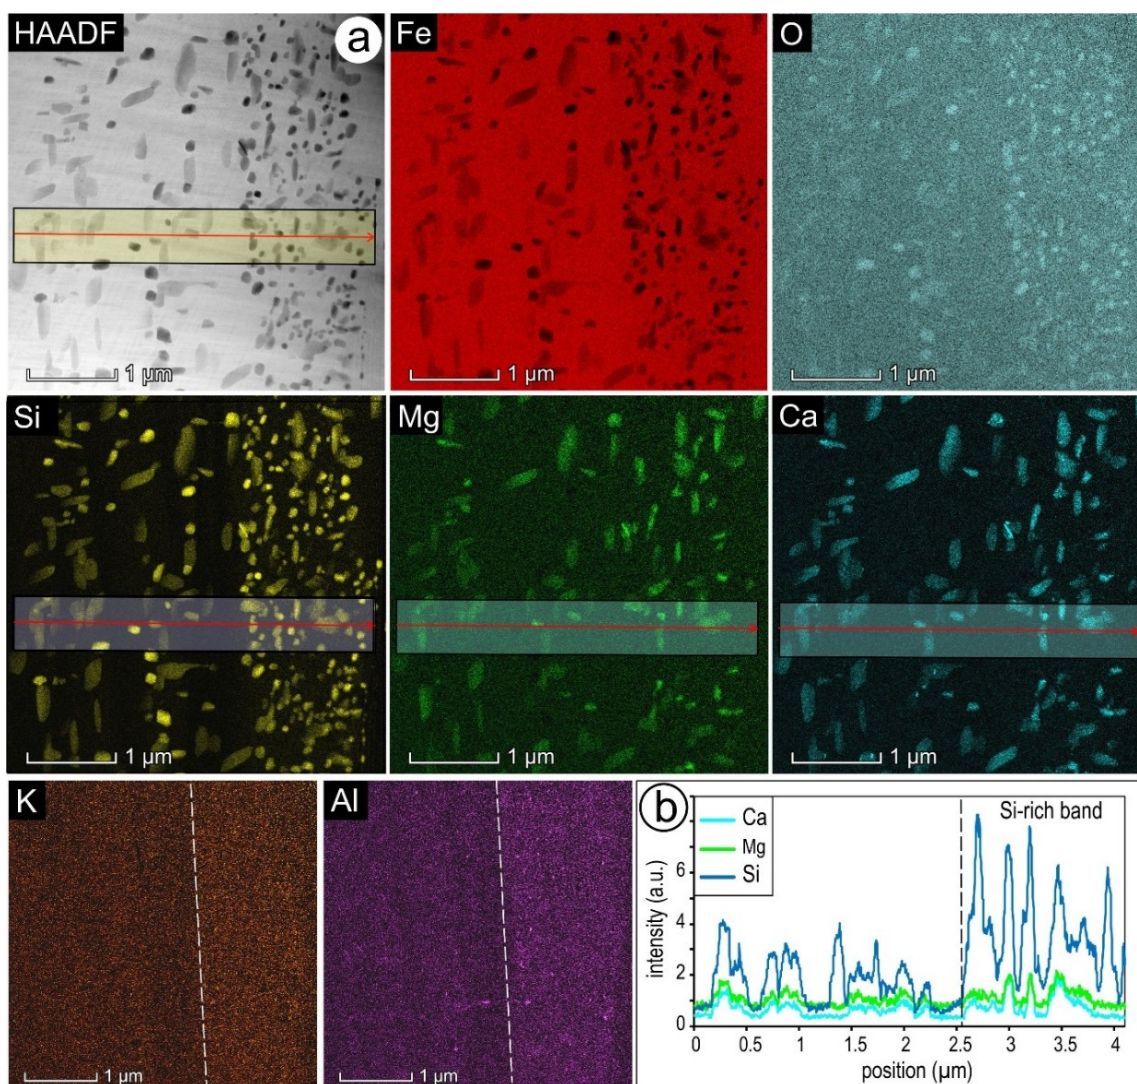 HAADF
a
Fe
O
1 µm
1 µm
1 µm
Si
Mg
Ca
1 µm
1 µm
1 µm
K
Al
1 µm
1 µm
b
Ca
Mg
Si
Si-rich band
intensity (a.u.)
8
6
4
2
0
0 0.5 1 1.5 2 2.5 3 3.5 4
position (µm)